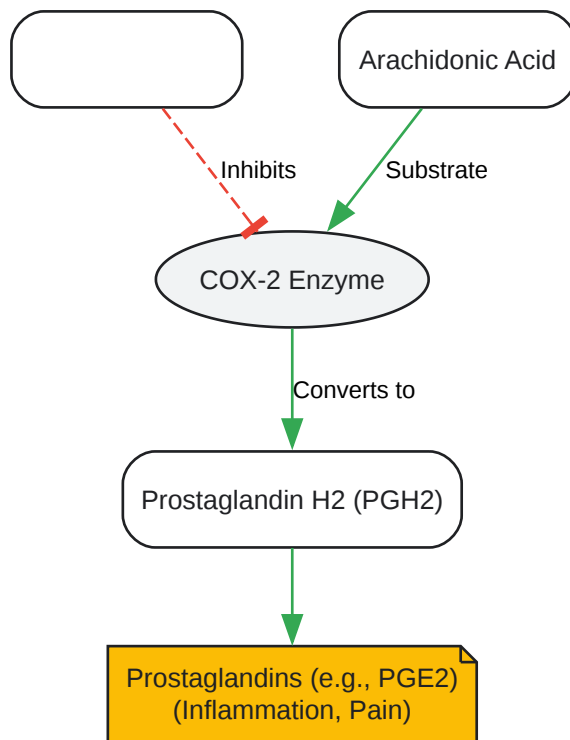 Arachidonic Acid
Inhibits
Substrate
COX-2 Enzyme
Converts to
Prostaglandin H2 (PGH2)
Prostaglandins (e.g., PGE2)
(Inflammation, Pain)